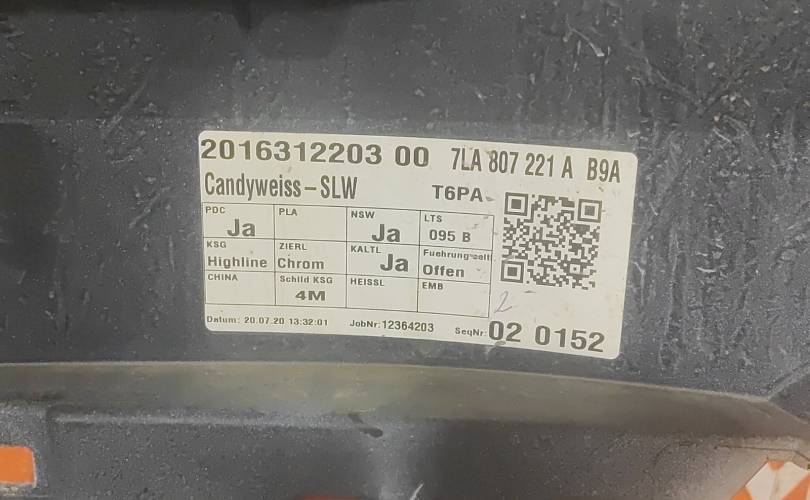 2016312203 00 7LA 807 221 A B9A
Candyweiss-SLW T6PA
PDC PLA NSW LTS
Ja Ja 095 B
KSG ZIERL KALTL Fuehrung
Highline Chrom Ja Offen
CHINA Schild KSG HEISSL EMB
4M
2
Datum: 20.07.20 13:32:01 JobNr: 12364203 SeqNr: 02 0152